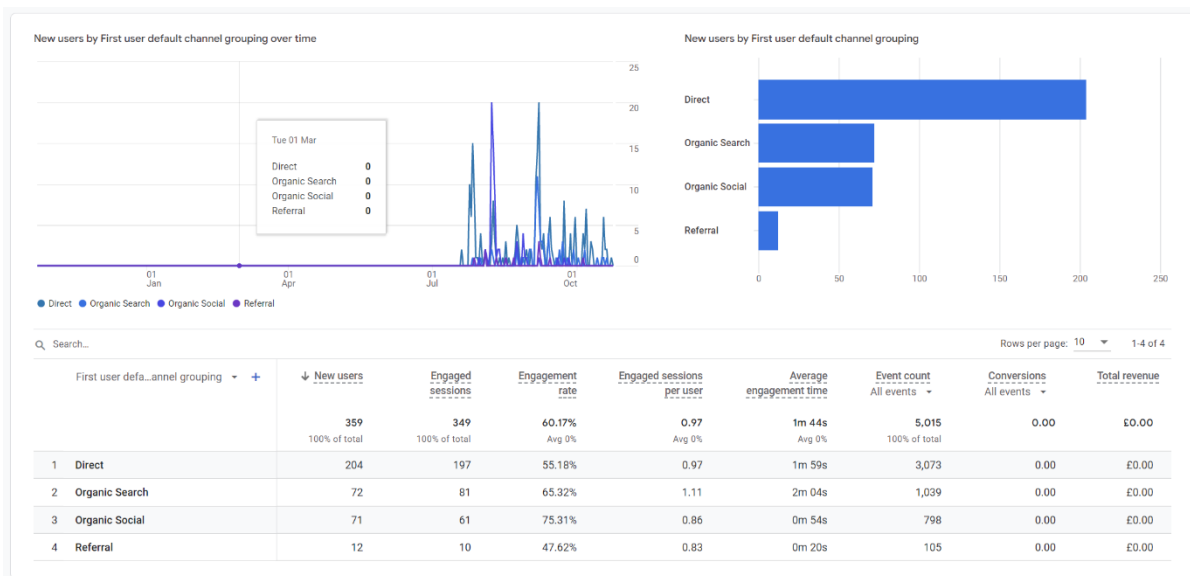 New users by First user default channel grouping over time
25
20
15
10
5
0
Tue 01 Mar
Direct 0
Organic Search 0
Organic Social 0
Referral 0
01 Jan
01 Apr
01 Jul
01 Oct
Direct Organic Search Organic Social Referral
New users by First user default channel grouping
Direct
Organic Search
Organic Social
Referral
0 50 100 150 200 250
Search...
Rows per page: 10 1-4 of 4
First user defa...annel grouping + ↓ New users Engaged sessions Engagement rate Engaged sessions per user Average engagement time Event count All events Conversions All events Total revenue
359 349 60.17% 0.97 1m 44s 5,015 0.00 £0.00
100% of total 100% of total Avg 0% Avg 0% Avg 0% 100% of total
1 Direct 204 197 55.18% 0.97 1m 59s 3,073 0.00 £0.00
2 Organic Search 72 81 65.32% 1.11 2m 04s 1,039 0.00 £0.00
3 Organic Social 71 61 75.31% 0.86 0m 54s 798 0.00 £0.00
4 Referral 12 10 47.62% 0.83 0m 20s 105 0.00 £0.00